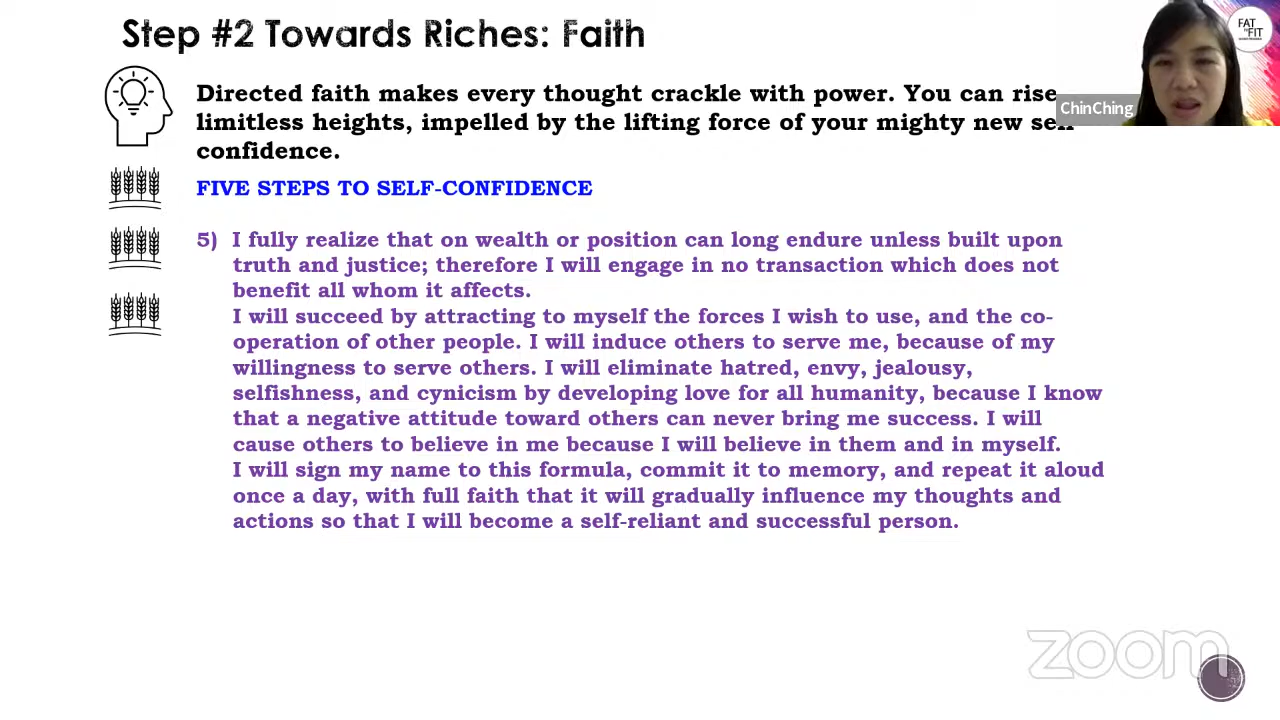 Step #2 Towards Riches: Faith
FAT
FIT
Directed faith makes every thought crackle with power. You can rise
ChinChing
limitless heights, impelled by the lifting force of your mighty new
confidence.
FIVE STEPS TO SELF-CONFIDENCE
5) I fully realize that on wealth or position can long endure unless built upon
truth and justice; therefore I will engage in no transaction which does not
benefit all whom it affects.
I will succeed by attracting to myself the forces I wish to use, and the co-
operation of other people. I will induce others to serve me, because of my
willingness to serve others. I will eliminate hatred, envy, jealousy,
selfishness, and cynicism by developing love for all humanity, because I know
that a negative attitude toward others can never bring me success. I will
cause others to believe in me because I will believe in them and in myself.
I will sign my name to this formula, commit it to memory, and repeat it aloud
once a day, with full faith that it will gradually influence my thoughts and
actions so that I will become a self-reliant and successful person.
zoom